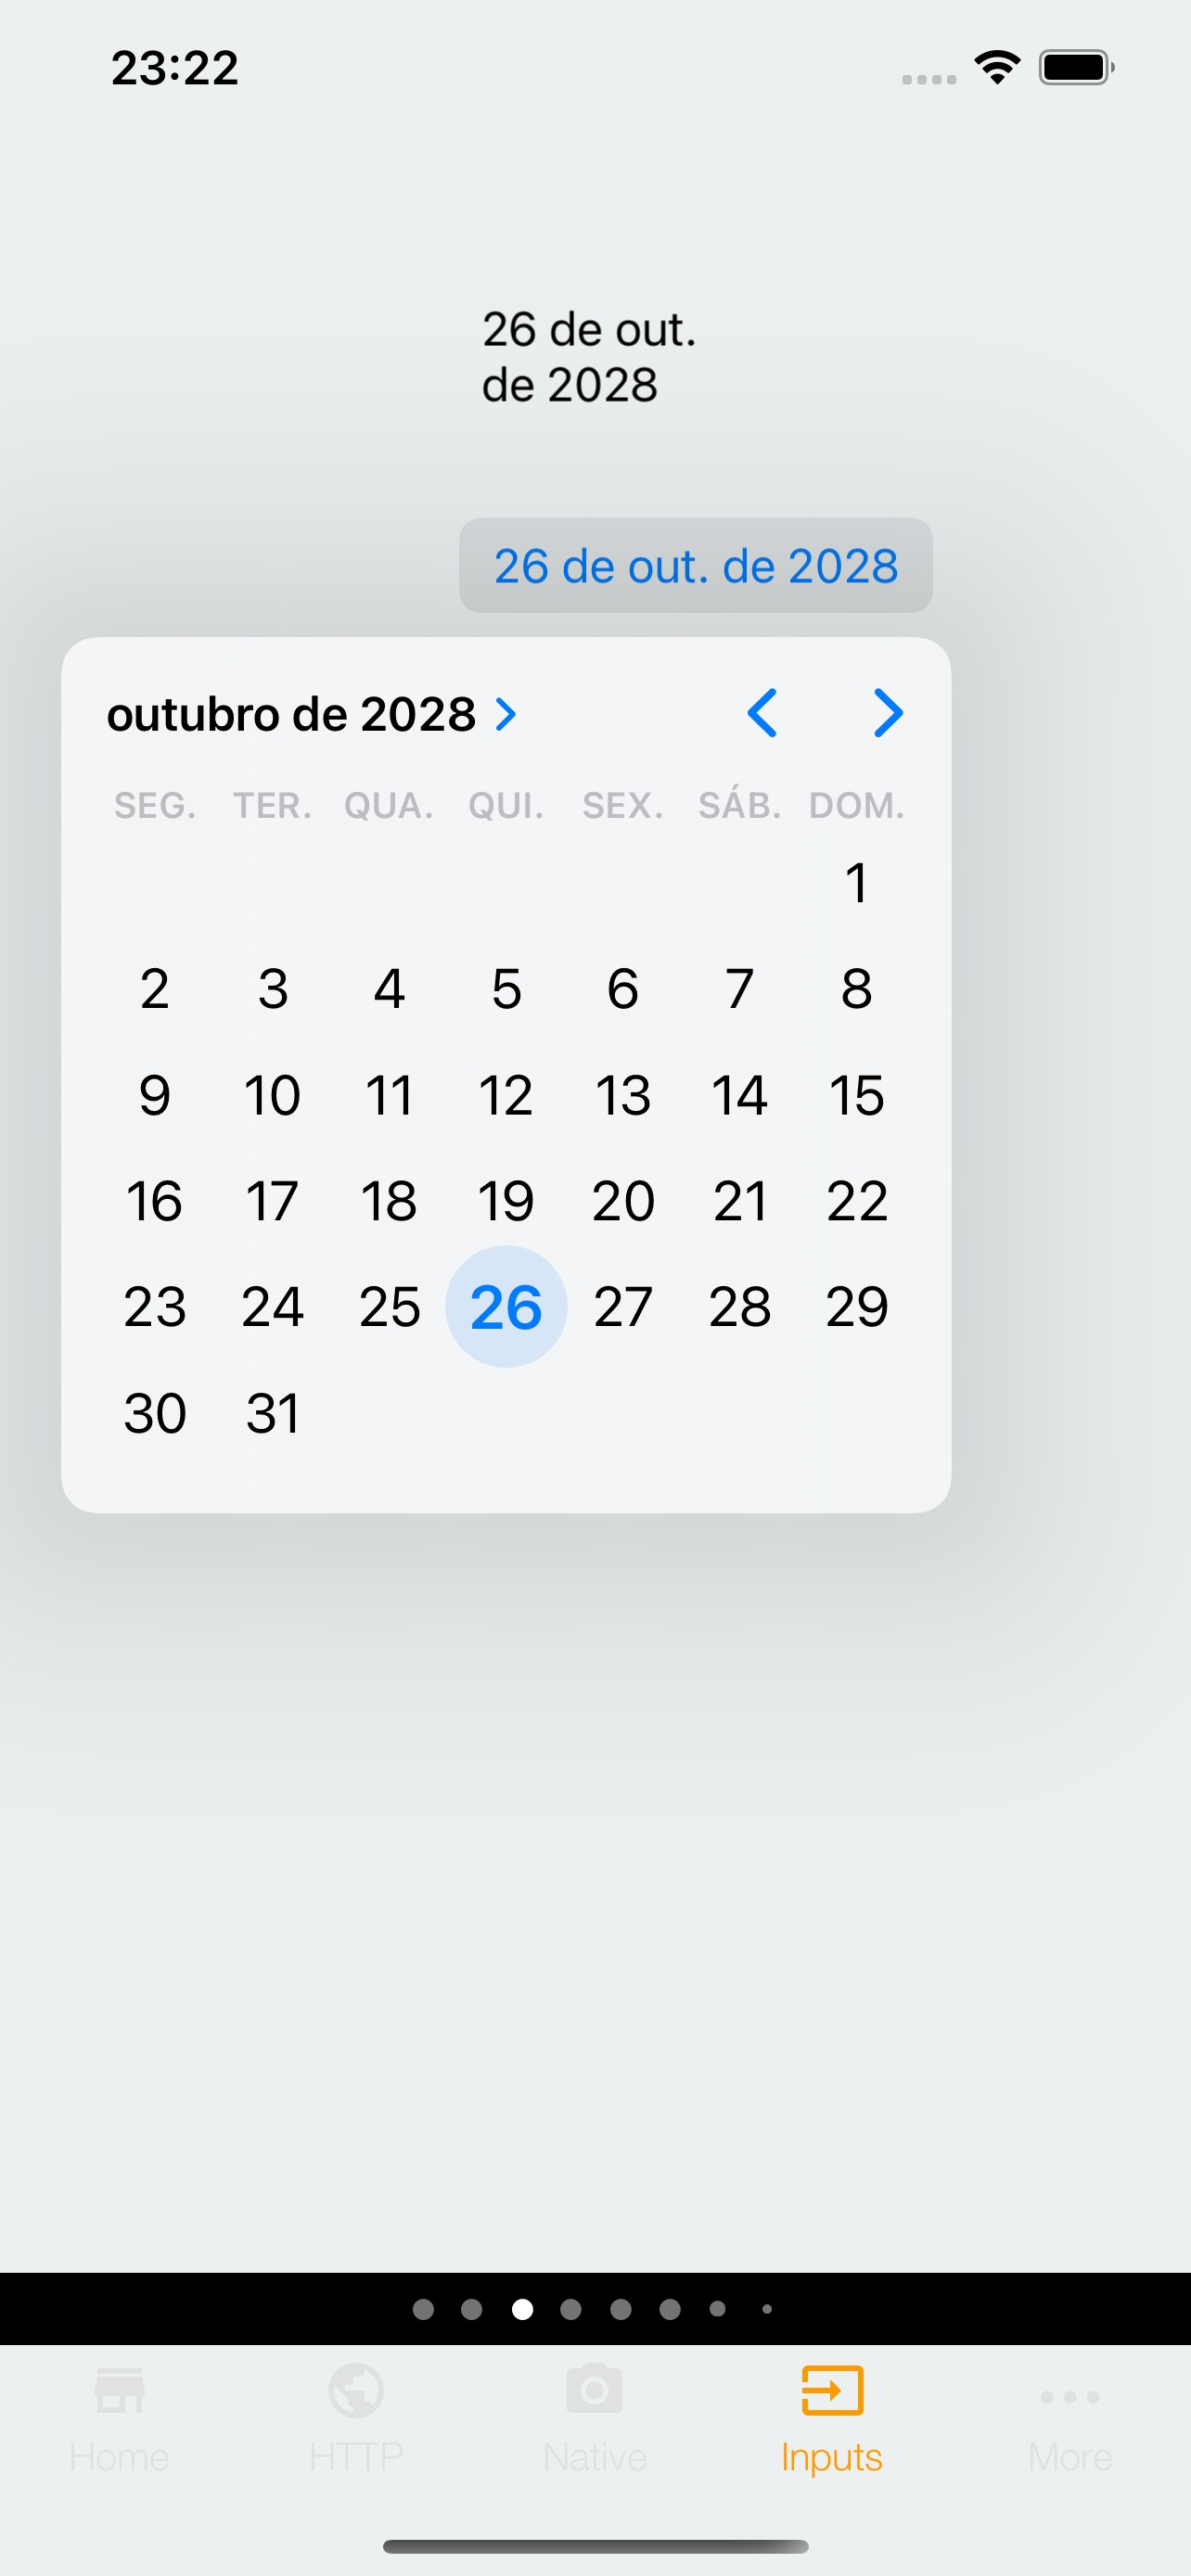 23:22
26 de out.
de 2028
26 de out. de 2028
outubro de 2028
SEG. TER. QUA. QUI. SEX. SÁB. DOM.
1
2 3 4 5 6 7 8
9 10 11 12 13 14 15
16 17 18 19 20 21 22
23 24 25 26 27 28 29
30 31
Home HTTP Native Inputs More